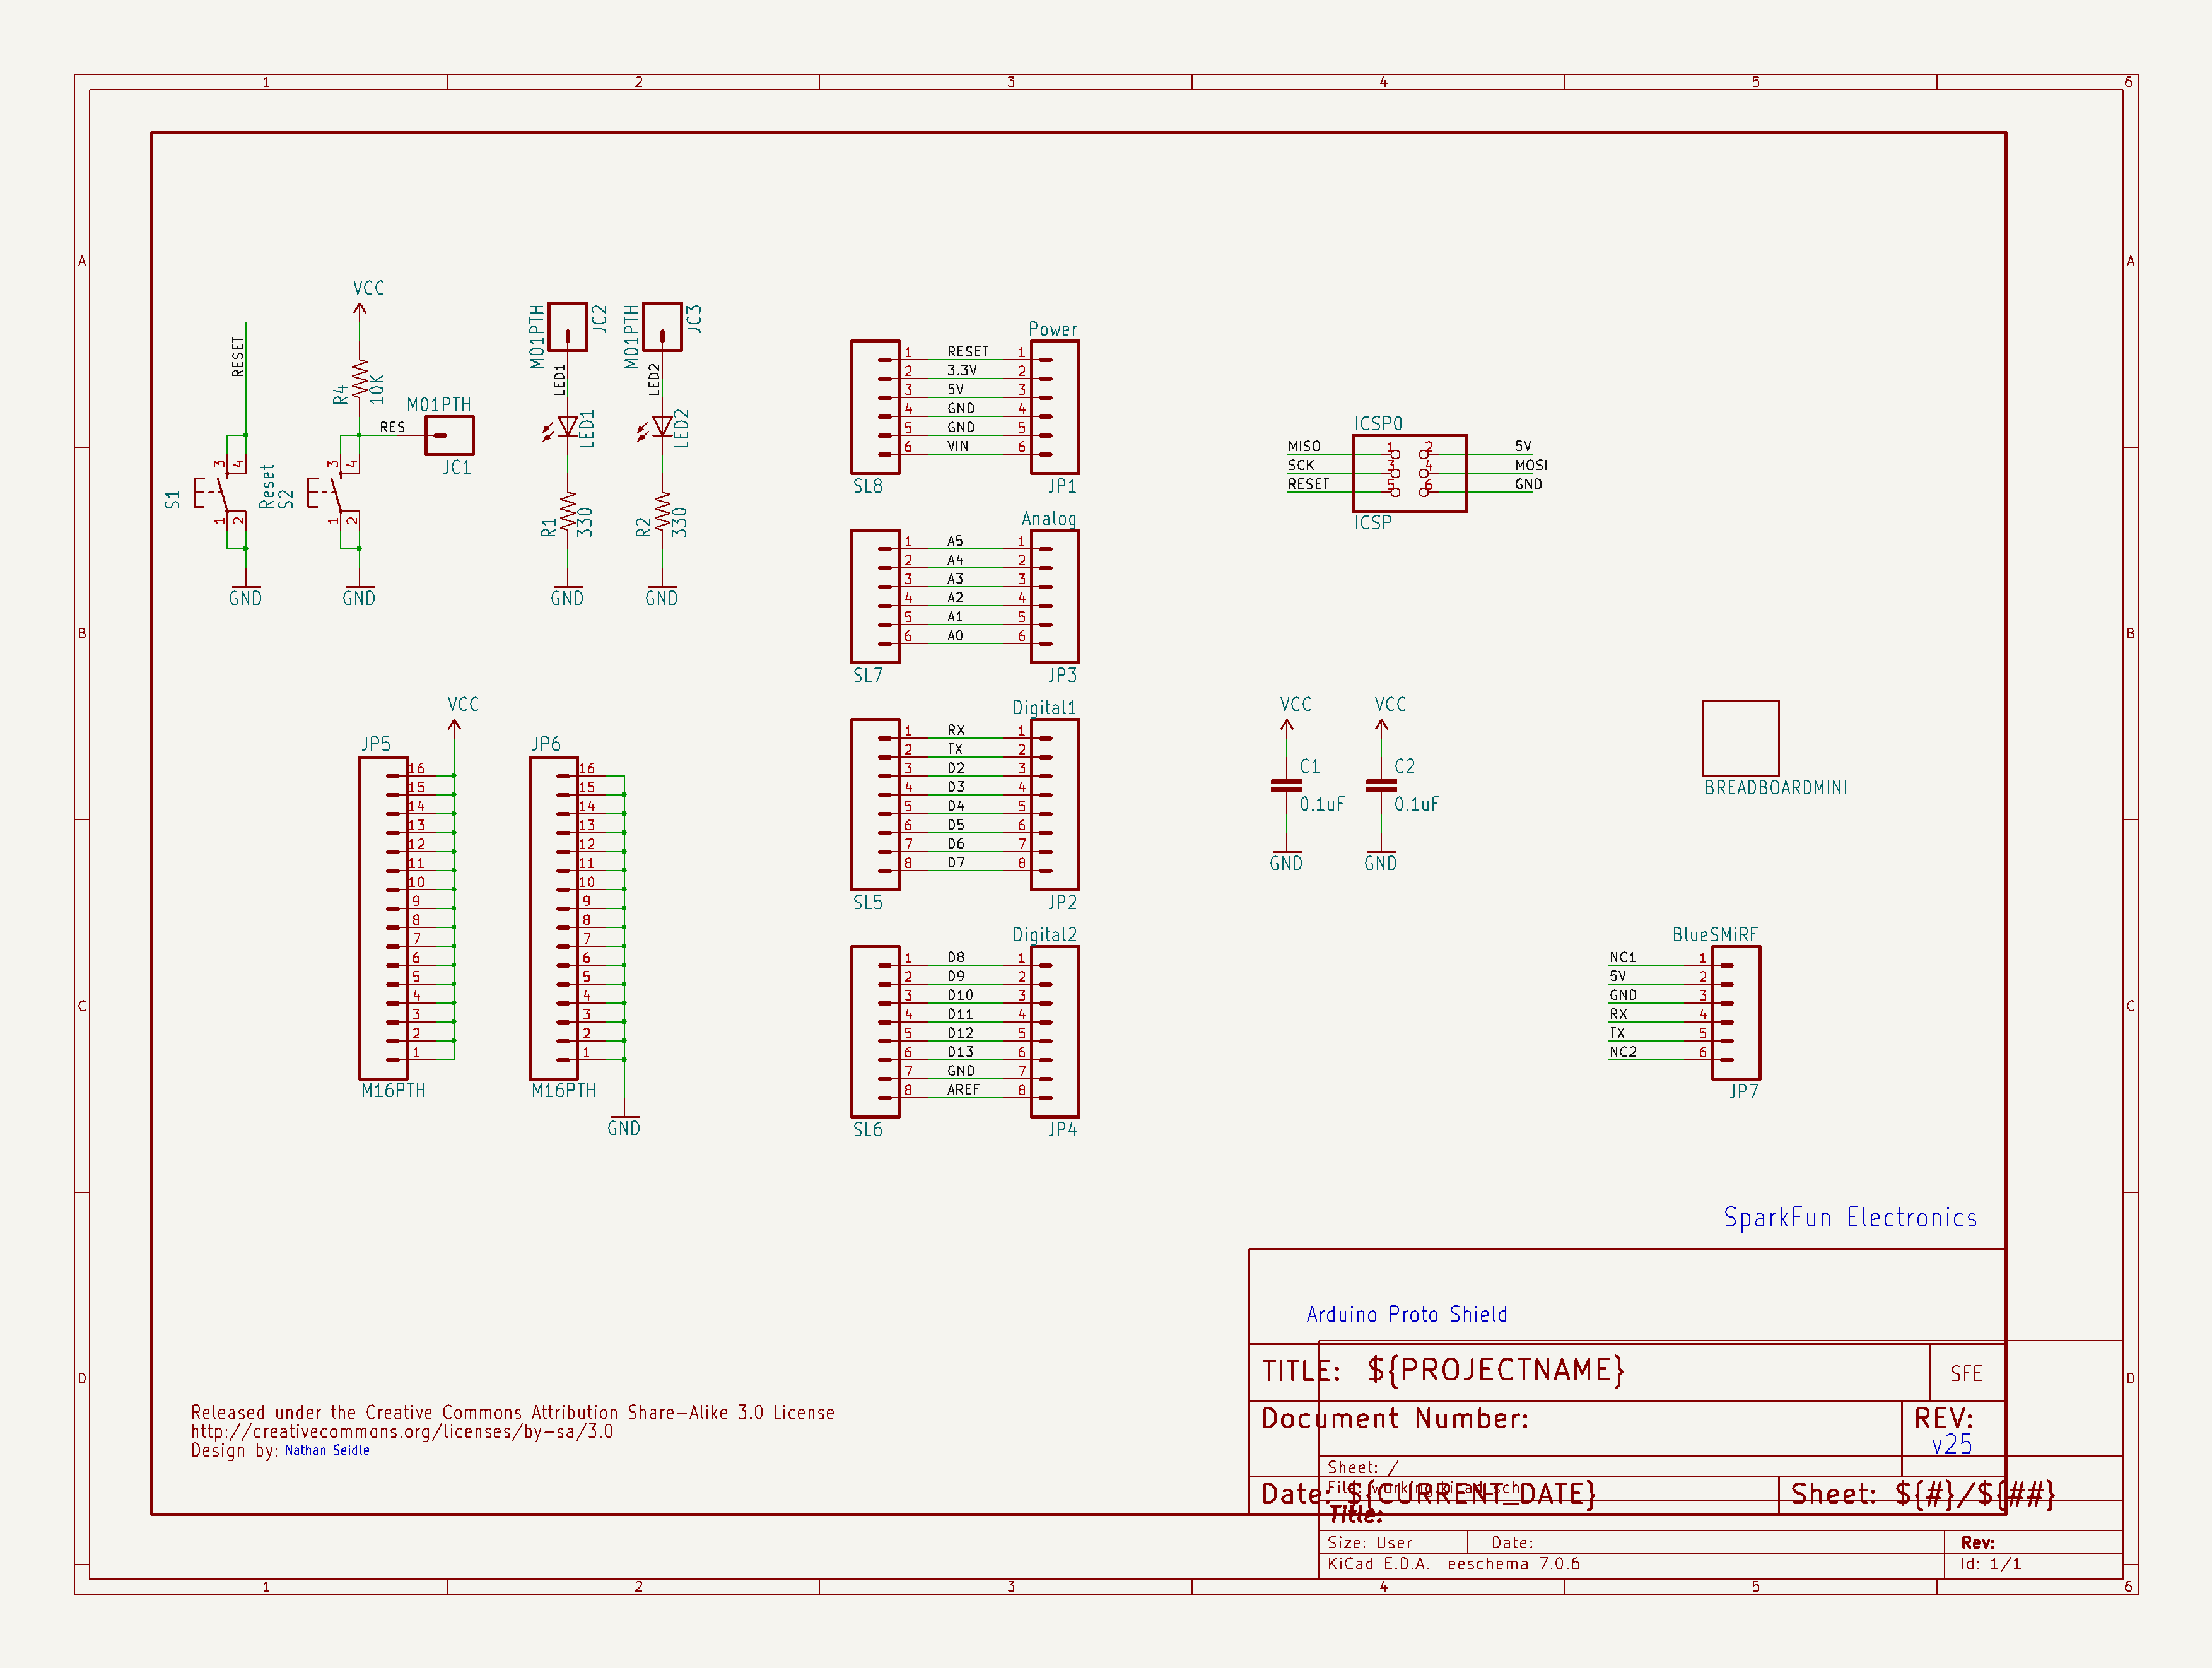 1 2 3 4 5 6
A
B
C
D
A
B
C
D
RESET
3
4
S1
Reset
1
2
GND
VCC
R4
10K
RES
M01PTH
JC1
3
4
S2
1
2
GND
M01PTH
JC2
LED1
LED1
R1
330
GND
M01PTH
JC3
LED2
LED2
R2
330
GND
Power
1 RESET 1
2 3.3V 2
3 5V 3
4 GND 4
5 GND 5
6 VIN 6
SL8 JP1
Analog
1 A5 1
2 A4 2
3 A3 3
4 A2 4
5 A1 5
6 A0 6
SL7 JP3
Digital1
1 RX 1
2 TX 2
3 D2 3
4 D3 4
5 D4 5
6 D5 6
7 D6 7
8 D7 8
SL5 JP2
Digital2
1 D8 1
2 D9 2
3 D10 3
4 D11 4
5 D12 5
6 D13 6
7 GND 7
8 AREF 8
SL6 JP4
ICSP0
MISO 1 2 5V
SCK 3 4 MOSI
RESET 5 6 GND
ICSP
VCC
JP5
16
15
14
13
12
11
10
9
8
7
6
5
4
3
2
1
M16PTH
JP6
16
15
14
13
12
11
10
9
8
7
6
5
4
3
2
1
M16PTH
GND
VCC
C1
0.1uF
GND
VCC
C2
0.1uF
GND
BREADBOARDMINI
BlueSMiRF
NC1 1
5V 2
GND 3
RX 4
TX 5
NC2 6
JP7
SparkFun Electronics
Arduino Proto Shield
TITLE: ${PROJECTNAME}
SFE
Document Number:
REV:
v25
Date: ${CURRENT_DATE}
Sheet: ${#}/${##}
Sheet: /
File: working.kicad_sch
Title:
Size: User
Date:
Rev:
KiCad E.D.A. eeschema 7.0.6
Id: 1/1
Released under the Creative Commons Attribution Share-Alike 3.0 License
http://creativecommons.org/licenses/by-sa/3.0
Design by: Nathan Seidle
1 2 3 4 5 6